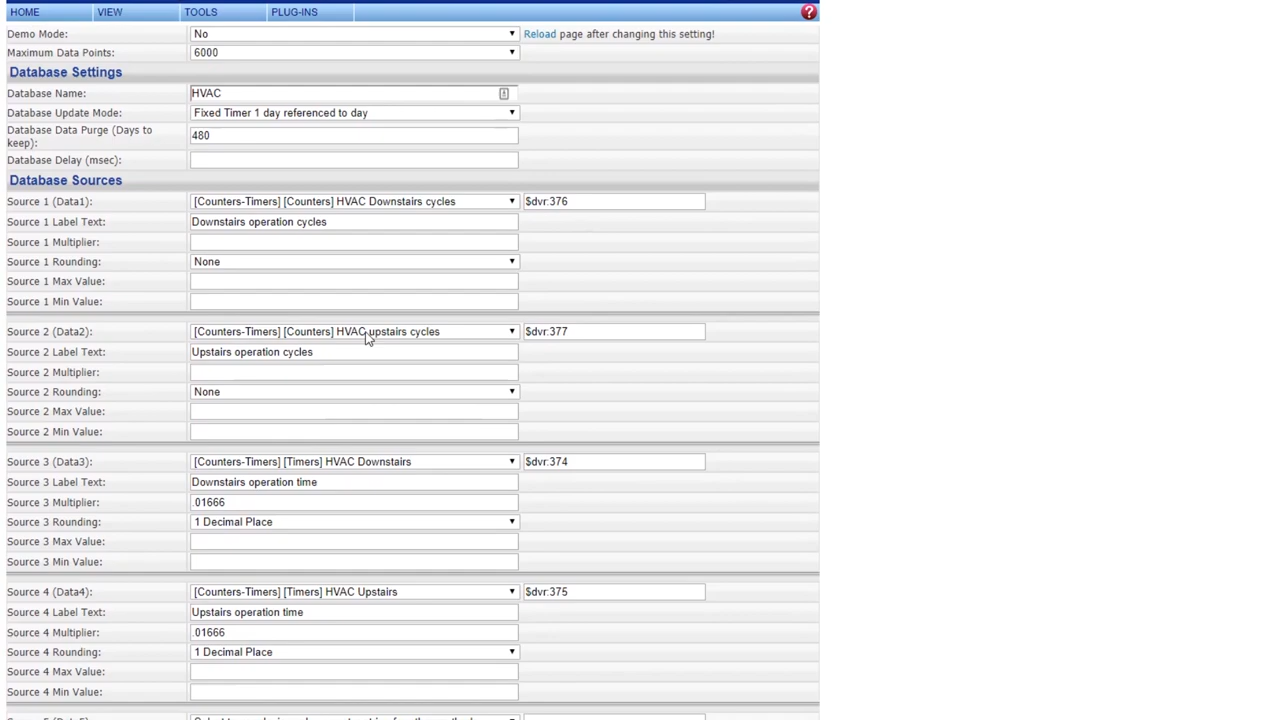 HOME VIEW TOOLS PLUG-INS ?
Demo Mode: No Reload page after changing this setting!
Maximum Data Points: 6000
Database Settings
Database Name: HVAC
Database Update Mode: Fixed Timer 1 day referenced to day
Database Data Purge (Days to
keep): 480
Database Delay (msec):
Database Sources
Source 1 (Data1): [Counters-Timers] [Counters] HVAC Downstairs cycles $dvr:376
Source 1 Label Text: Downstairs operation cycles
Source 1 Multiplier:
Source 1 Rounding: None
Source 1 Max Value:
Source 1 Min Value:
Source 2 (Data2): [Counters-Timers] [Counters] HVAC upstairs cycles $dvr:377
Source 2 Label Text: Upstairs operation cycles
Source 2 Multiplier:
Source 2 Rounding: None
Source 2 Max Value:
Source 2 Min Value:
Source 3 (Data3): [Counters-Timers] [Timers] HVAC Downstairs $dvr:374
Source 3 Label Text: Downstairs operation time
Source 3 Multiplier: .01666
Source 3 Rounding: 1 Decimal Place
Source 3 Max Value:
Source 3 Min Value:
Source 4 (Data4): [Counters-Timers] [Timers] HVAC Upstairs $dvr:375
Source 4 Label Text: Upstairs operation time
Source 4 Multiplier: .01666
Source 4 Rounding: 1 Decimal Place
Source 4 Max Value:
Source 4 Min Value: